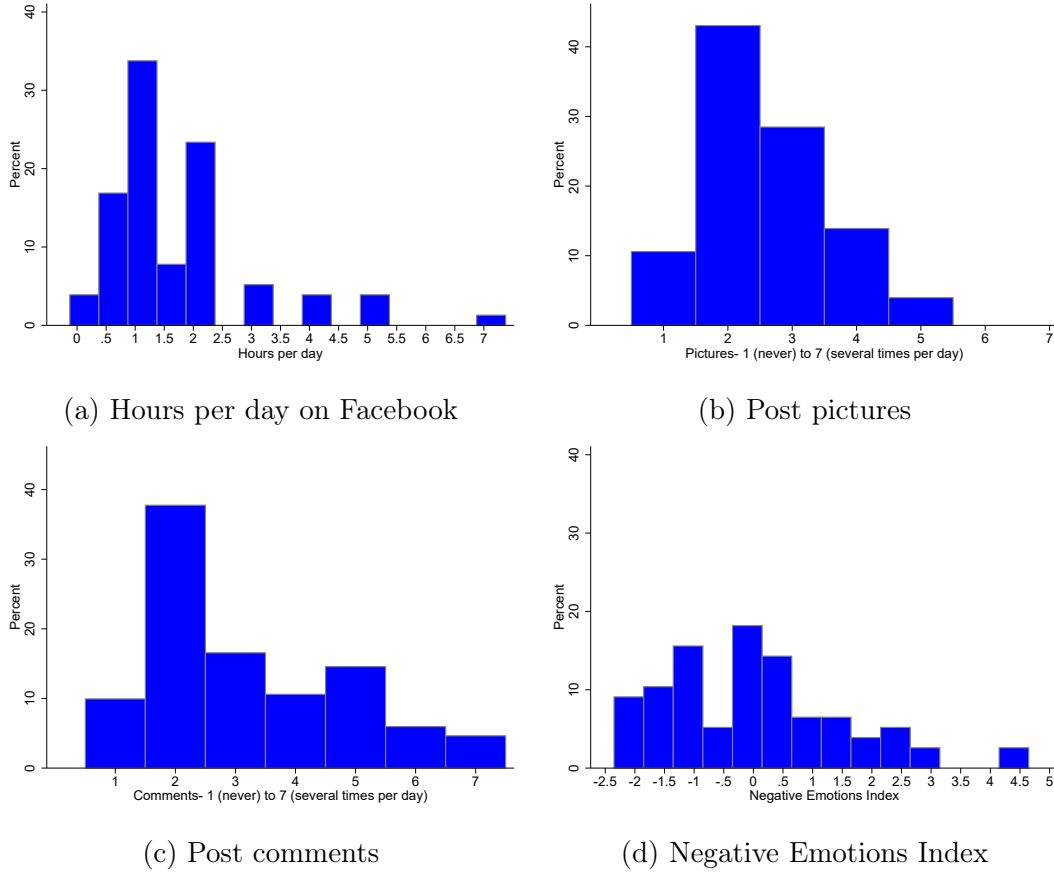 Percent
0 10 20 30 40
0 .5 1 1.5 2 2.5 3 3.5 4 4.5 5 5.5 6 6.5 7
Hours per day
(a) Hours per day on Facebook
Percent
0 10 20 30 40
1 2 3 4 5 6 7
Pictures- 1 (never) to 7 (several times per day)
(b) Post pictures
Percent
0 10 20 30 40
1 2 3 4 5 6 7
Comments- 1 (never) to 7 (several times per day)
(c) Post comments
Percent
0 10 20 30 40
-2.5 -2 -1.5 -1 -.5 0 .5 1 1.5 2 2.5 3 3.5 4 4.5 5
Negative Emotions Index
(d) Negative Emotions Index